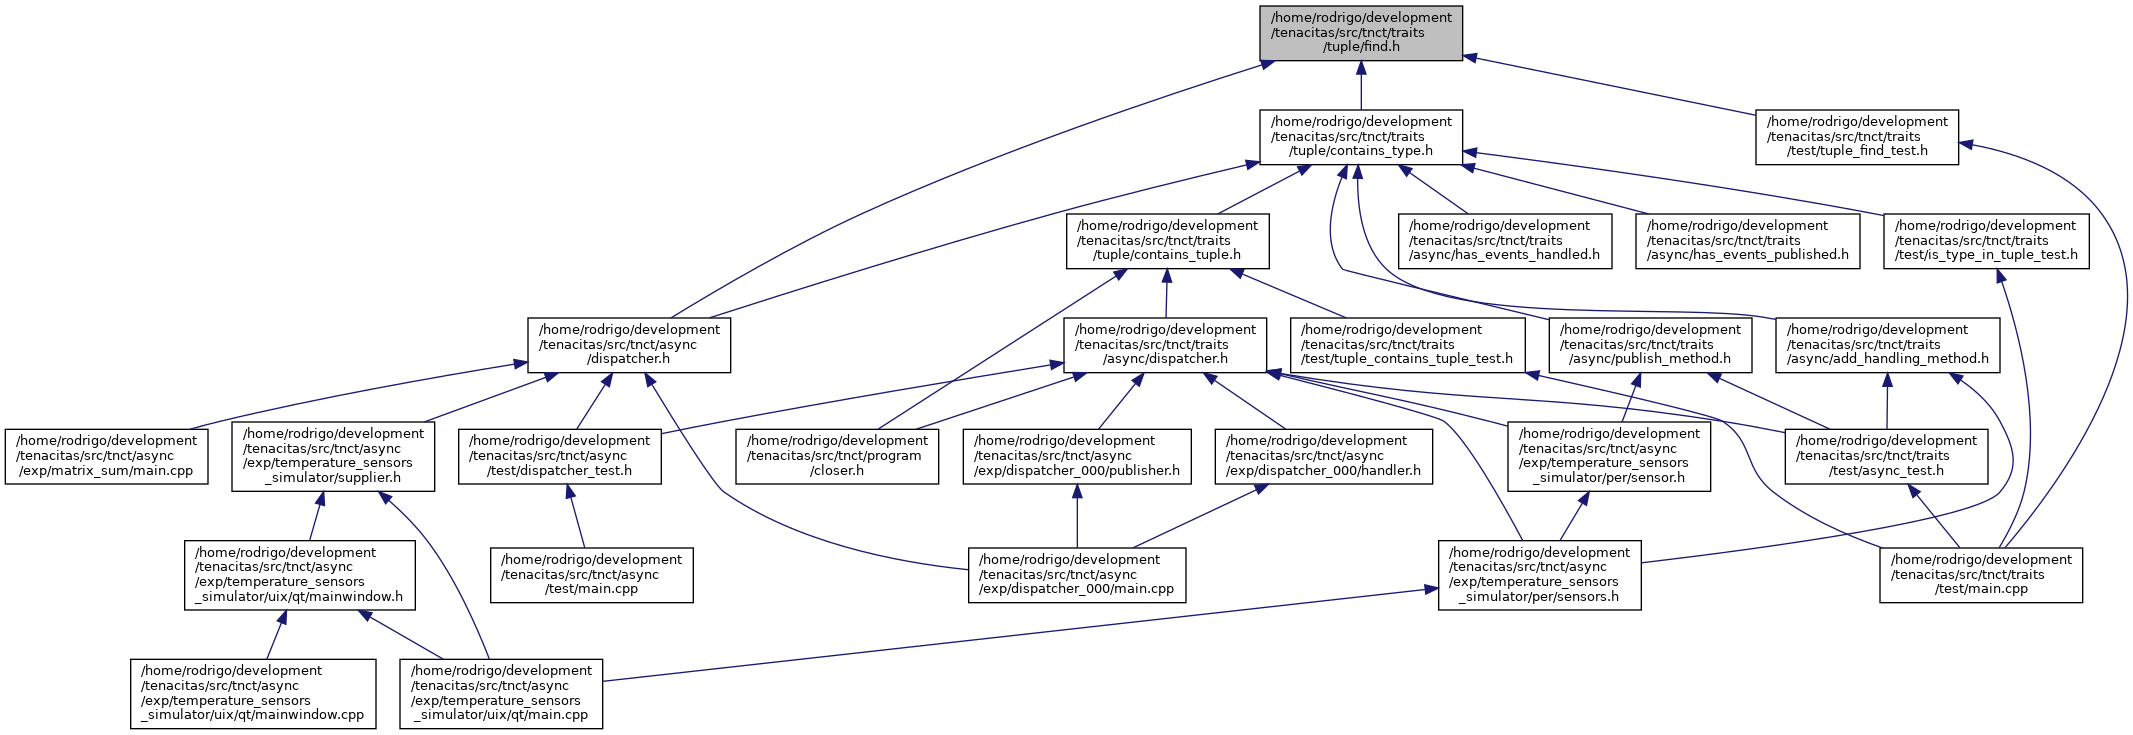 /home/rodrigo/development
/tenacitas/src/tnct/traits
/tuple/find.h
/home/rodrigo/development
/tenacitas/src/tnct/traits
/tuple/contains_type.h
/home/rodrigo/development
/tenacitas/src/tnct/traits
/test/tuple_find_test.h
/home/rodrigo/development
/tenacitas/src/tnct/traits
/tuple/contains_tuple.h
/home/rodrigo/development
/tenacitas/src/tnct/traits
/async/has_events_handled.h
/home/rodrigo/development
/tenacitas/src/tnct/traits
/async/has_events_published.h
/home/rodrigo/development
/tenacitas/src/tnct/traits
/test/is_type_in_tuple_test.h
/home/rodrigo/development
/tenacitas/src/tnct/async
/dispatcher.h
/home/rodrigo/development
/tenacitas/src/tnct/traits
/async/dispatcher.h
/home/rodrigo/development
/tenacitas/src/tnct/traits
/test/tuple_contains_tuple_test.h
/home/rodrigo/development
/tenacitas/src/tnct/traits
/async/publish_method.h
/home/rodrigo/development
/tenacitas/src/tnct/traits
/async/add_handling_method.h
/home/rodrigo/development
/tenacitas/src/tnct/async
/exp/matrix_sum/main.cpp
/home/rodrigo/development
/tenacitas/src/tnct/async
/exp/temperature_sensors
_simulator/supplier.h
/home/rodrigo/development
/tenacitas/src/tnct/async
/test/dispatcher_test.h
/home/rodrigo/development
/tenacitas/src/tnct/program
/closer.h
/home/rodrigo/development
/tenacitas/src/tnct/async
/exp/dispatcher_000/publisher.h
/home/rodrigo/development
/tenacitas/src/tnct/async
/exp/dispatcher_000/handler.h
/home/rodrigo/development
/tenacitas/src/tnct/async
/exp/temperature_sensors
_simulator/per/sensor.h
/home/rodrigo/development
/tenacitas/src/tnct/traits
/test/async_test.h
/home/rodrigo/development
/tenacitas/src/tnct/async
/exp/temperature_sensors
_simulator/uix/qt/mainwindow.h
/home/rodrigo/development
/tenacitas/src/tnct/async
/test/main.cpp
/home/rodrigo/development
/tenacitas/src/tnct/async
/exp/dispatcher_000/main.cpp
/home/rodrigo/development
/tenacitas/src/tnct/async
/exp/temperature_sensors
_simulator/per/sensors.h
/home/rodrigo/development
/tenacitas/src/tnct/traits
/test/main.cpp
/home/rodrigo/development
/tenacitas/src/tnct/async
/exp/temperature_sensors
_simulator/uix/qt/mainwindow.cpp
/home/rodrigo/development
/tenacitas/src/tnct/async
/exp/temperature_sensors
_simulator/uix/qt/main.cpp